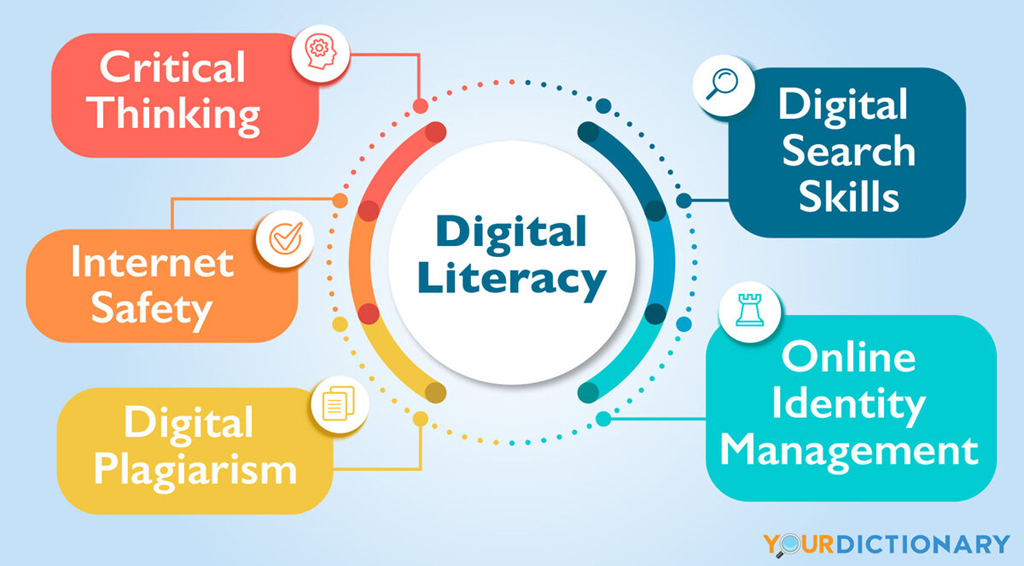 Critical
Thinking
Internet
Safety
Digital
Plagiarism
Digital
Literacy
Digital
Search
Skills
Online
Identity
Management
YOURDICTIONARY